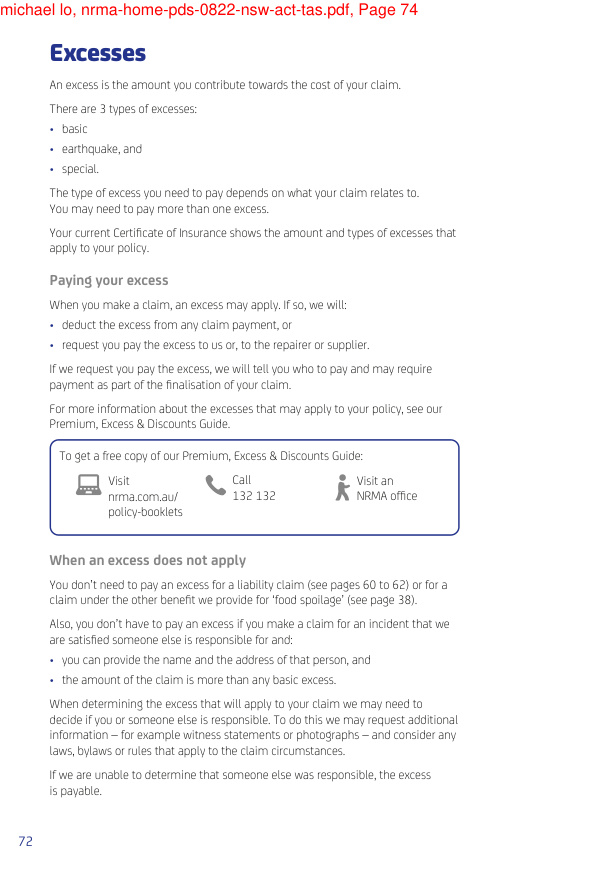 michael lo, nrma-home-pds-0822-nsw-act-tas.pdf, Page 74
Excesses
An excess is the amount you contribute towards the cost of your claim.
There are 3 types of excesses:
• basic
• earthquake, and
• special.
The type of excess you need to pay depends on what your claim relates to.
You may need to pay more than one excess.
Your current Certificate of Insurance shows the amount and types of excesses that
apply to your policy.
Paying your excess
When you make a claim, an excess may apply. If so, we will:
• deduct the excess from any claim payment, or
• request you pay the excess to us or, to the repairer or supplier.
If we request you pay the excess, we will tell you who to pay and may require
payment as part of the finalisation of your claim.
For more information about the excesses that may apply to your policy, see our
Premium, Excess & Discounts Guide.
To get a free copy of our Premium, Excess & Discounts Guide:
Visit
nrma.com.au/
policy-booklets
Call
132 132
Visit an
NRMA office
When an excess does not apply
You don't need to pay an excess for a liability claim (see pages 60 to 62) or for a
claim under the other benefit we provide for 'food spoilage' (see page 38).
Also, you don't have to pay an excess if you make a claim for an incident that we
are satisfied someone else is responsible for and:
• you can provide the name and the address of that person, and
• the amount of the claim is more than any basic excess.
When determining the excess that will apply to your claim we may need to
decide if you or someone else is responsible. To do this we may request additional
information – for example witness statements or photographs – and consider any
laws, bylaws or rules that apply to the claim circumstances.
If we are unable to determine that someone else was responsible, the excess
is payable.
72